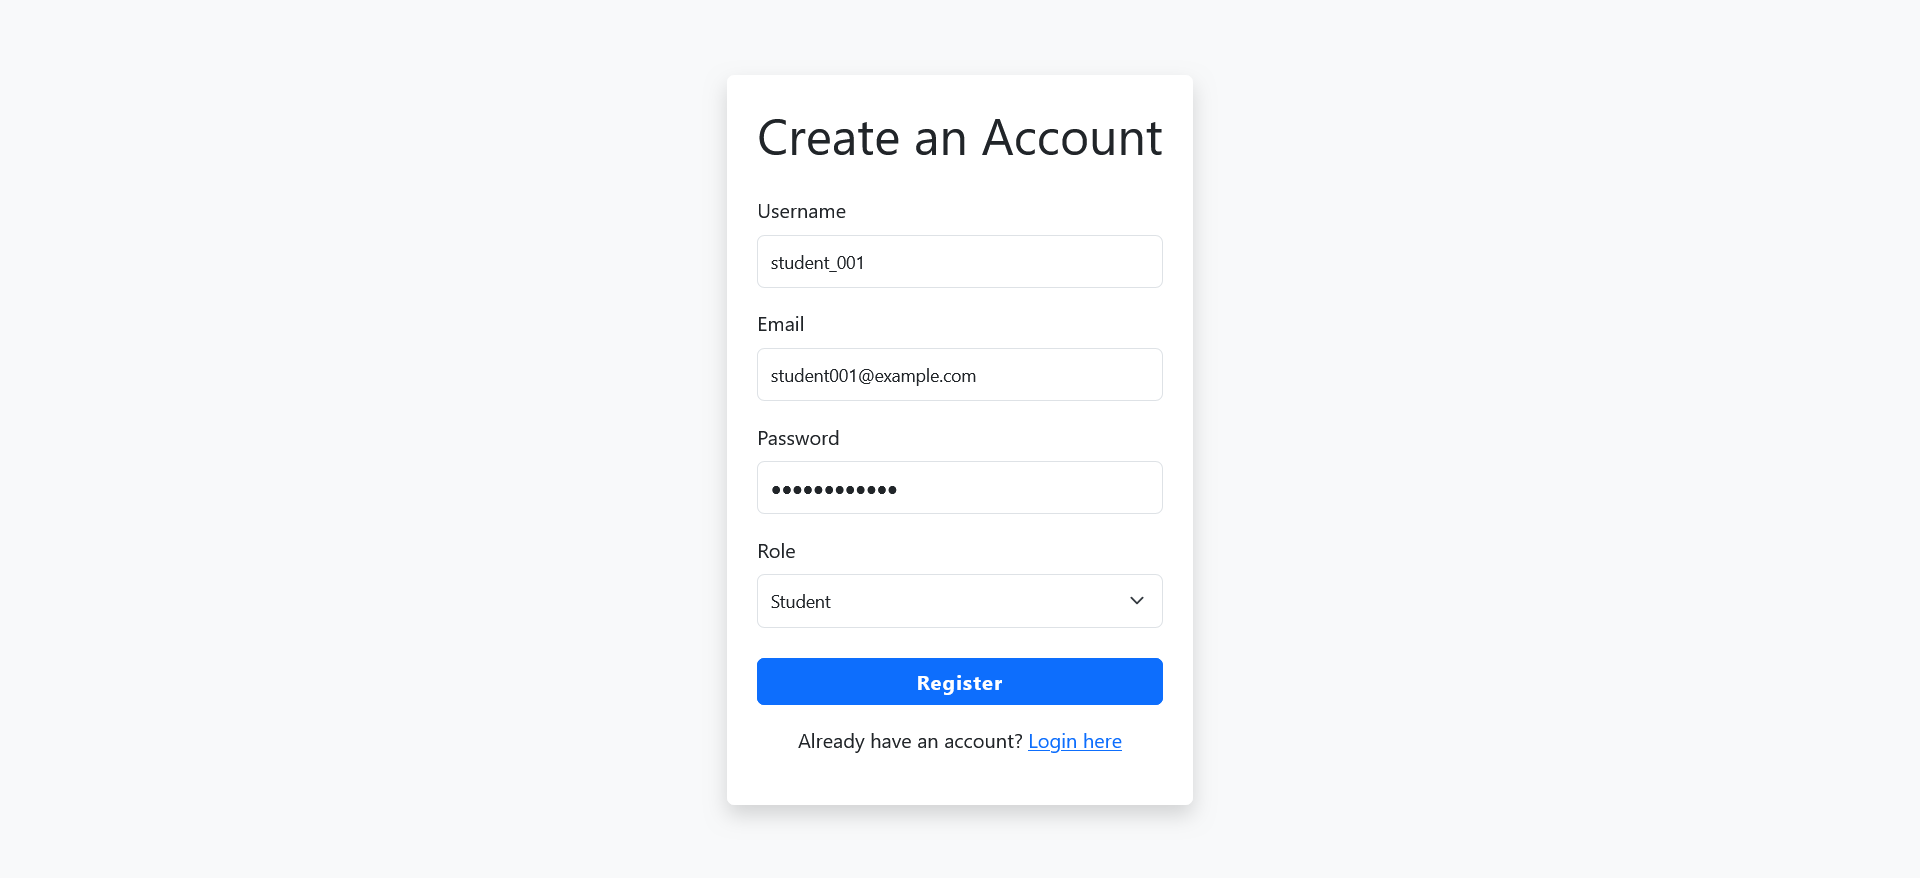 Create an Account
Username
student_001
Email
student001@example.com
Password
●●●●●●●●●●●●
Role
Student
Register
Already have an account? Login here